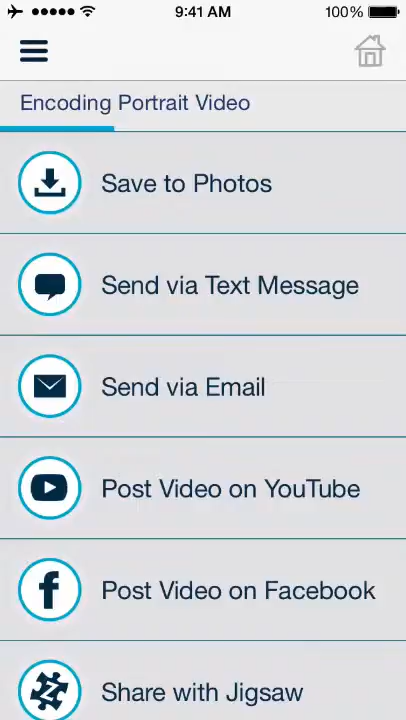 9:41 AM
100%
Encoding Portrait Video
Save to Photos
Send via Text Message
Send via Email
Post Video on YouTube
Post Video on Facebook
Share with Jigsaw